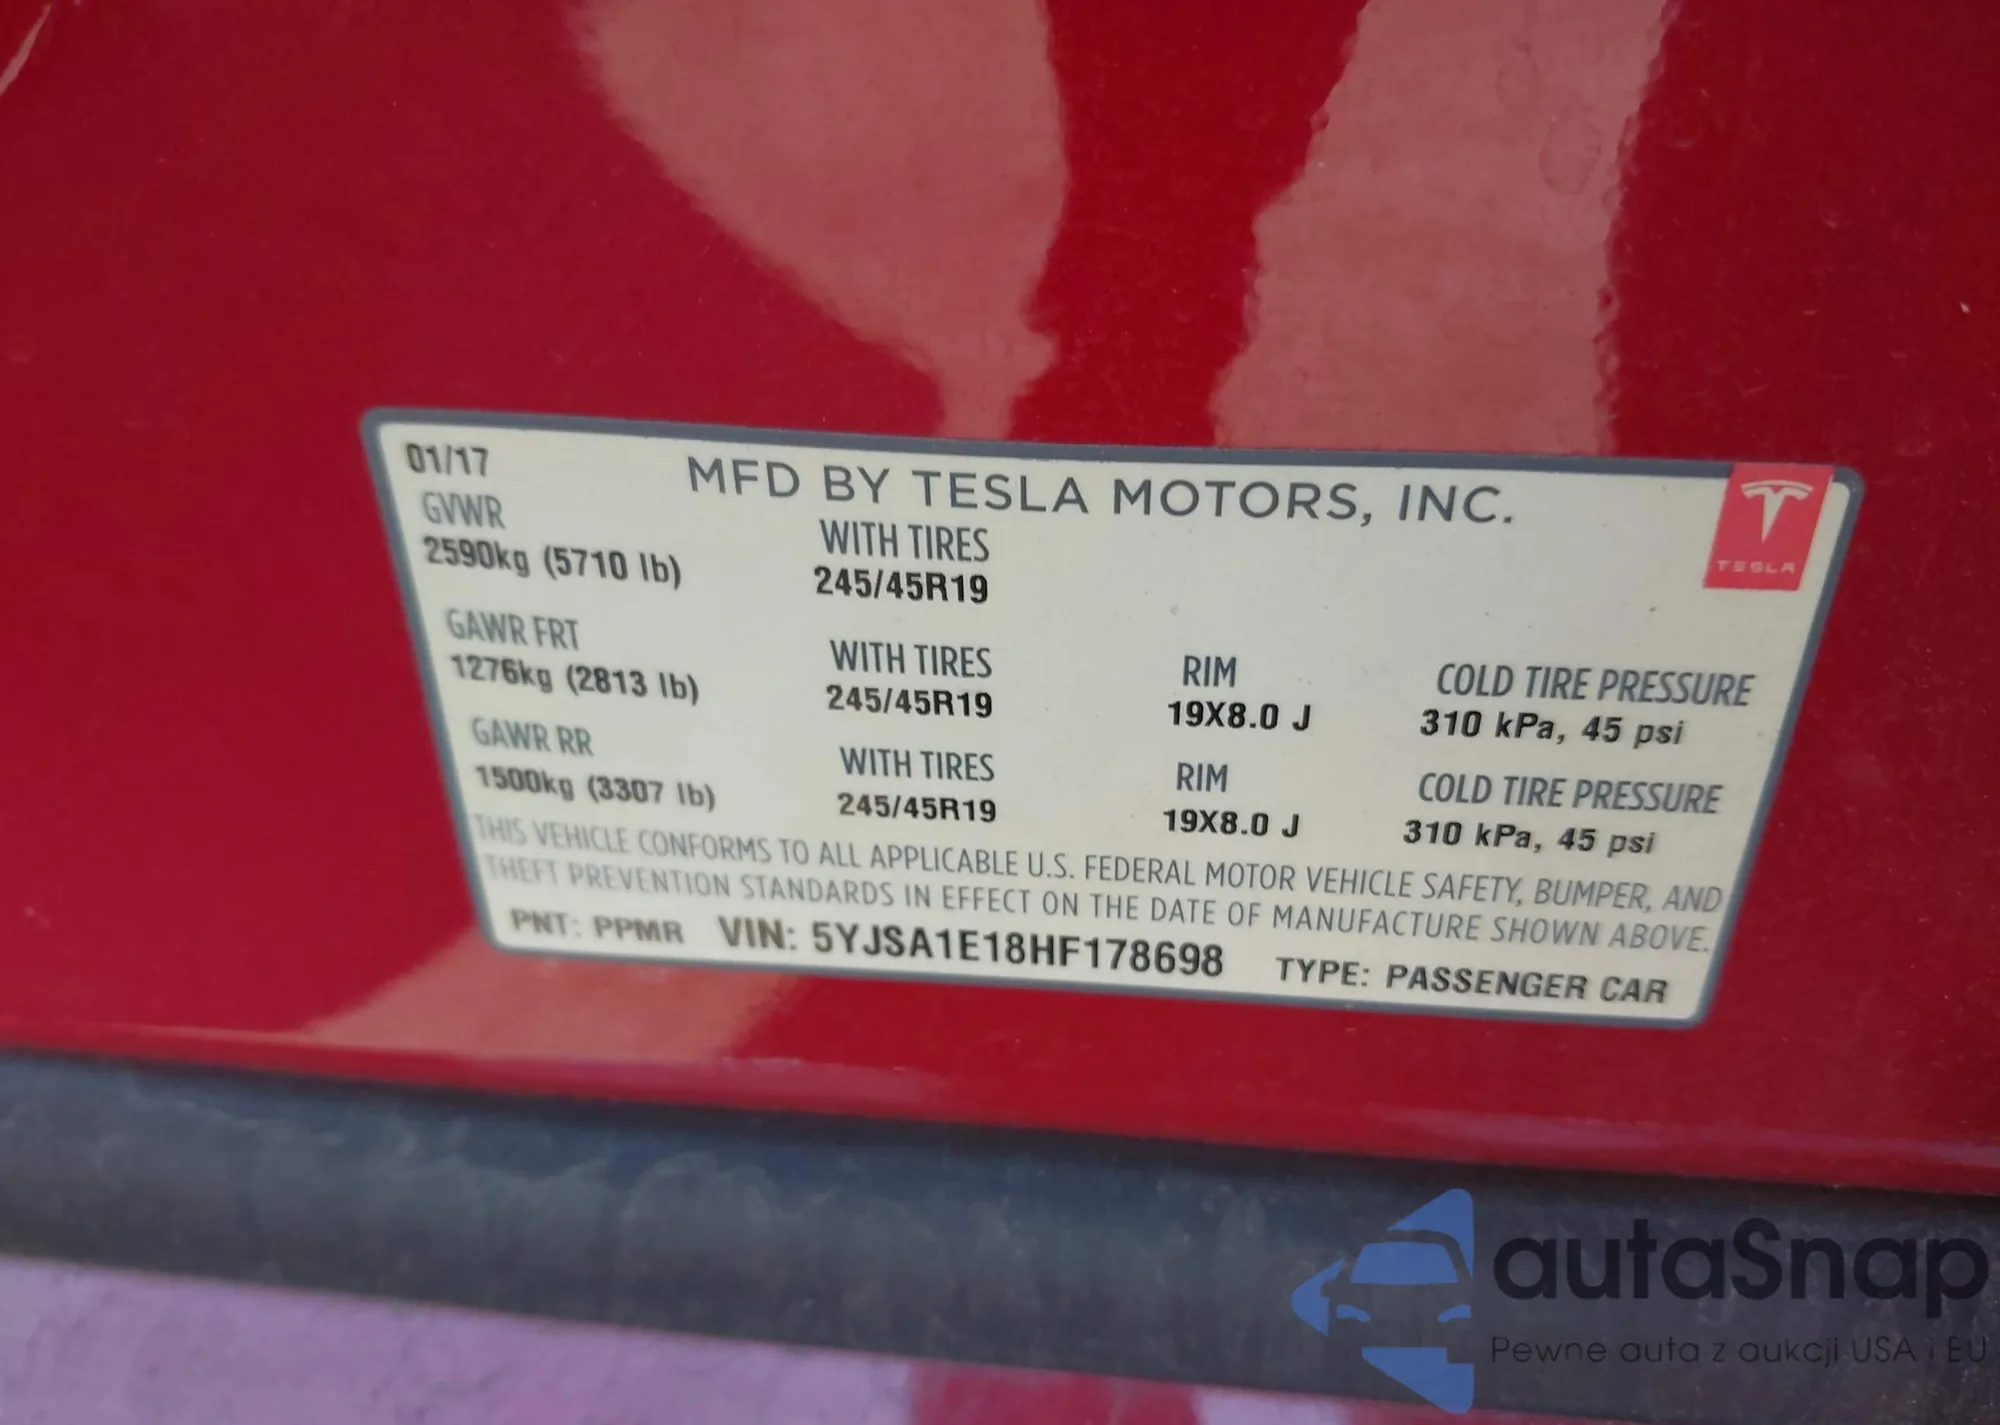 01/17
MFD BY TESLA MOTORS, INC.
TESLA
GVWR WITH TIRES
2590kg (5710 lb) 245/45R19
GAWR FRT WITH TIRES RIM COLD TIRE PRESSURE
1276kg (2813 lb) 245/45R19 19X8.0 J 310 kPa, 45 psi
GAWR RR WITH TIRES RIM COLD TIRE PRESSURE
1500kg (3307 lb) 245/45R19 19X8.0 J 310 kPa, 45 psi
THIS VEHICLE CONFORMS TO ALL APPLICABLE U.S. FEDERAL MOTOR VEHICLE SAFETY, BUMPER, AND
THEFT PREVENTION STANDARDS IN EFFECT ON THE DATE OF MANUFACTURE SHOWN ABOVE.
PNT: PPMR VIN: 5YJSA1E18HF178698 TYPE: PASSENGER CAR
autaSnap
Pewne auta z aukcji USA i EU